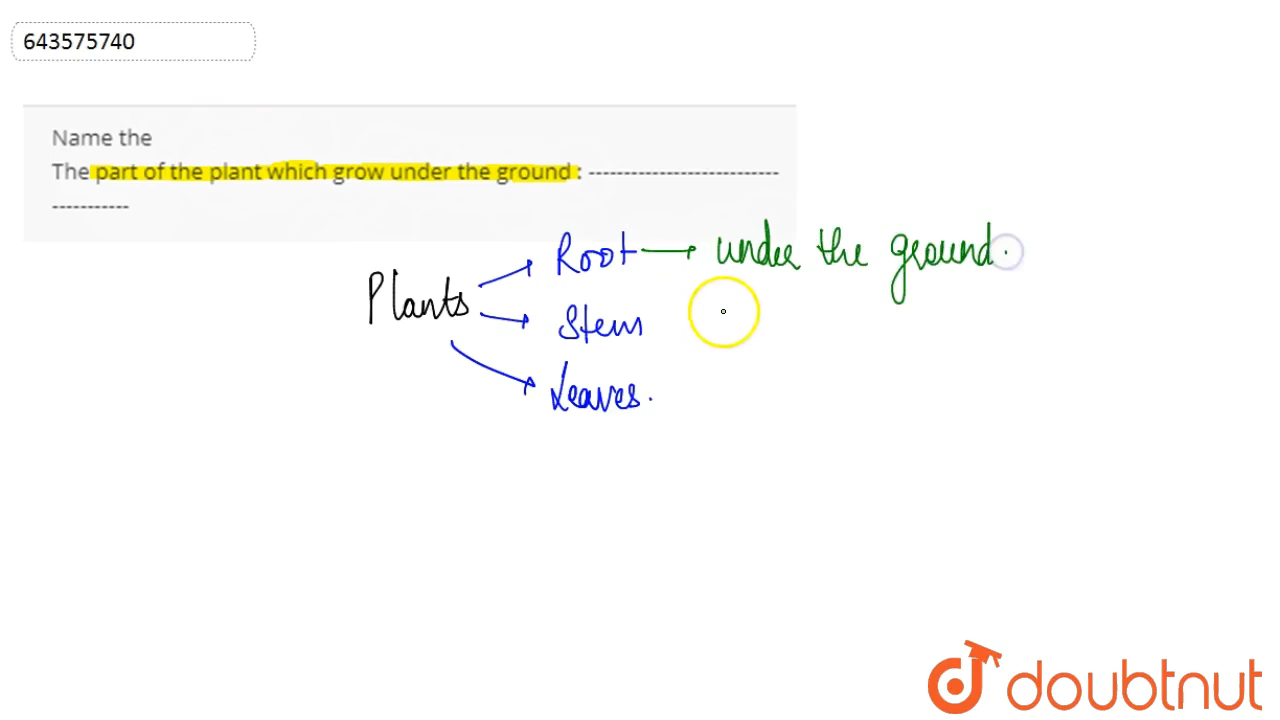 643575740
Name the
The part of the plant which grow under the ground : ---------------------------
-----------
Root → under the ground.
Plants
Stem
Leaves.
doubtnut